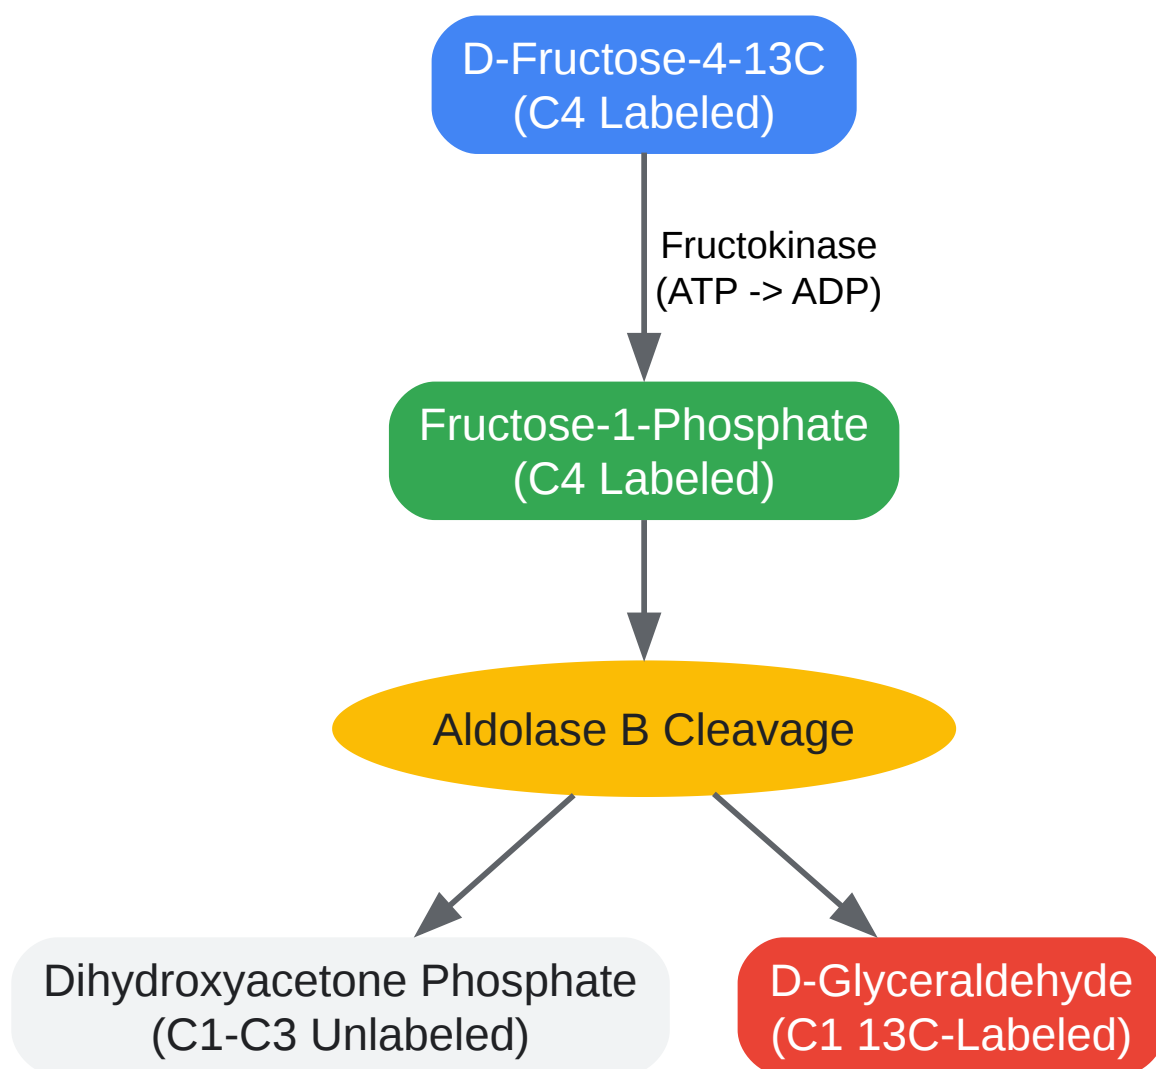 D-Fructose-4-13C
(C4 Labeled)
Fructokinase
(ATP -> ADP)
Fructose-1-Phosphate
(C4 Labeled)
Aldolase B Cleavage
Dihydroxyacetone Phosphate
(C1-C3 Unlabeled)
D-Glyceraldehyde
(C1 13C-Labeled)